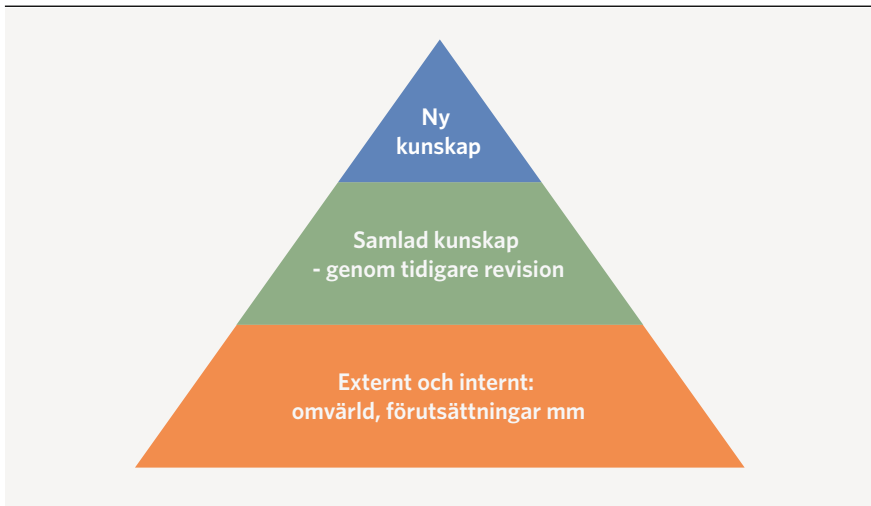 Ny
kunskap
Samlad kunskap
- genom tidigare revision
Externt och internt:
omvärld, förutsättningar mm